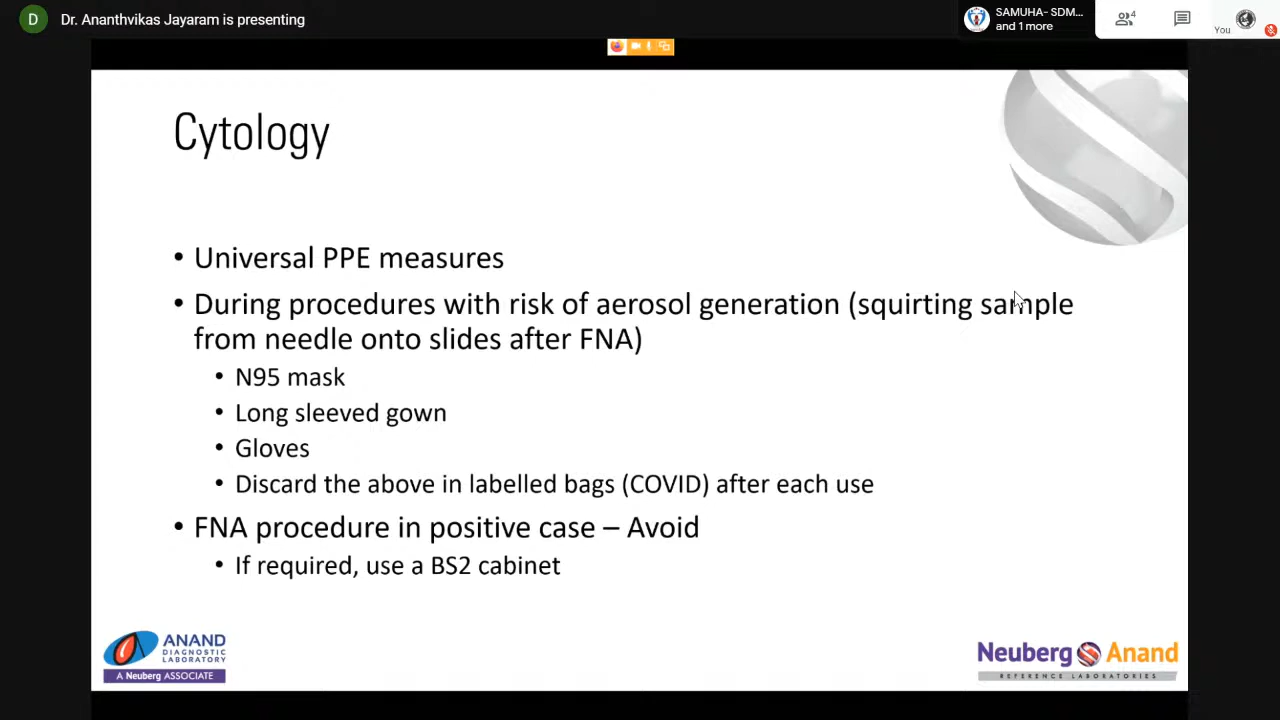 D Dr. Ananthvikas Jayaram is presenting
SAMUHA- SDM...
and 1 more
4
You
Cytology
• Universal PPE measures
• During procedures with risk of aerosol generation (squirting sample
from needle onto slides after FNA)
• N95 mask
• Long sleeved gown
• Gloves
• Discard the above in labelled bags (COVID) after each use
• FNA procedure in positive case – Avoid
• If required, use a BS2 cabinet
ANAND
DIAGNOSTIC
LABORATORY
A Neuberg ASSOCIATE
Neuberg Anand
REFERENCE LABORATORIES